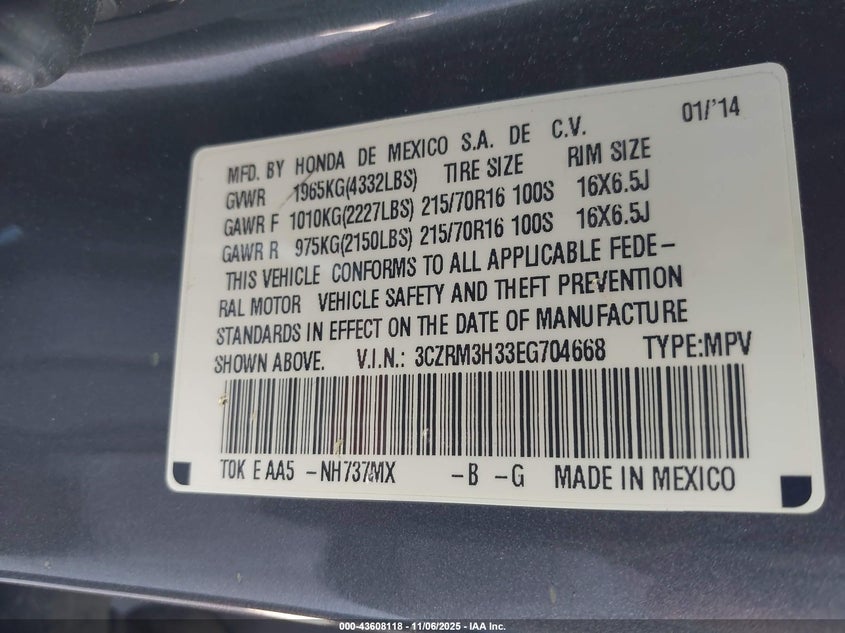 01/'14
MFD. BY HONDA DE MEXICO S.A. DE C.V.
GVWR 1965KG(4332LBS) TIRE SIZE RIM SIZE
GAWR F 1010KG(2227LBS) 215/70R16 100S 16X6.5J
GAWR R 975KG(2150LBS) 215/70R16 100S 16X6.5J
THIS VEHICLE CONFORMS TO ALL APPLICABLE FEDE-
RAL MOTOR VEHICLE SAFETY AND THEFT PREVENTION
STANDARDS IN EFFECT ON THE DATE OF MANUFACTURE
SHOWN ABOVE. V.I.N.: 3CZRM3H33EG704668 TYPE:MPV
T0K E AA5 -NH737MX -B -G MADE IN MEXICO
000-43608118 - 11/06/2025 - IAA Inc.